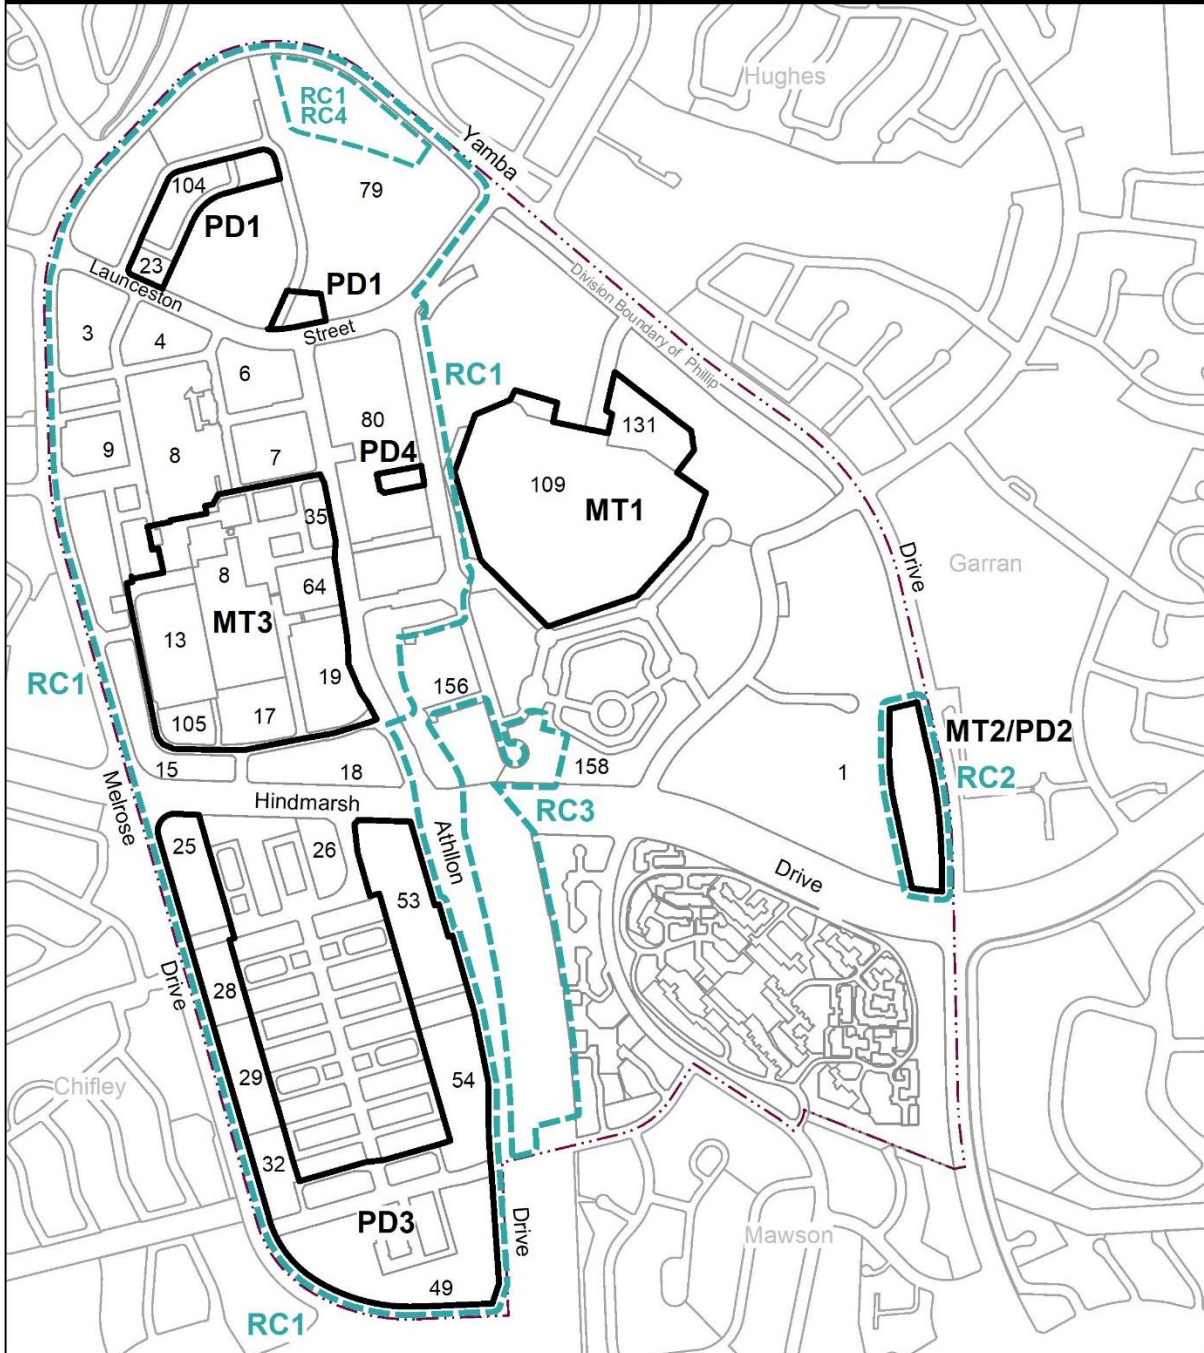 Hughes
RC1
RC4
Yamba
79
104
PD1
23
Launceston
PD1
Street
Division Boundary of Phillip
3
4
6
RC1
80
131
9
8
7
PD4
109
MT1
35
Drive
Garran
8
64
13
MT3
RC1
19
156
105
17
MT2/PD2
15
18
158
1
RC2
Melrose
Hindmarsh
RC3
25
26
Athllon
Drive
53
Drive
28
29
54
Chifley
32
PD3
Drive
Mawson
49
RC1